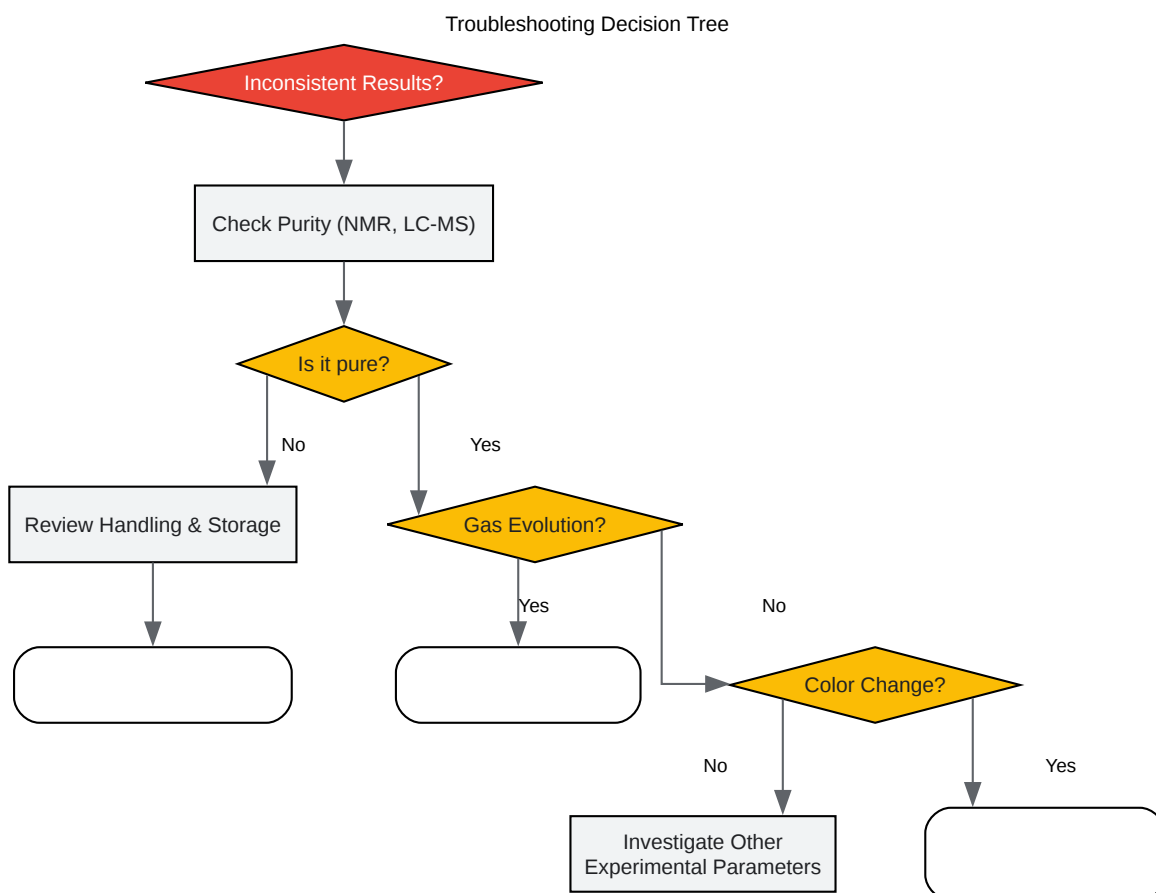 Troubleshooting Decision Tree
Inconsistent Results?
Check Purity (NMR, LC-MS)
Is it pure?
No
Yes
Review Handling & Storage
Gas Evolution?
Yes
No
Color Change?
No
Yes
Investigate Other
Experimental Parameters